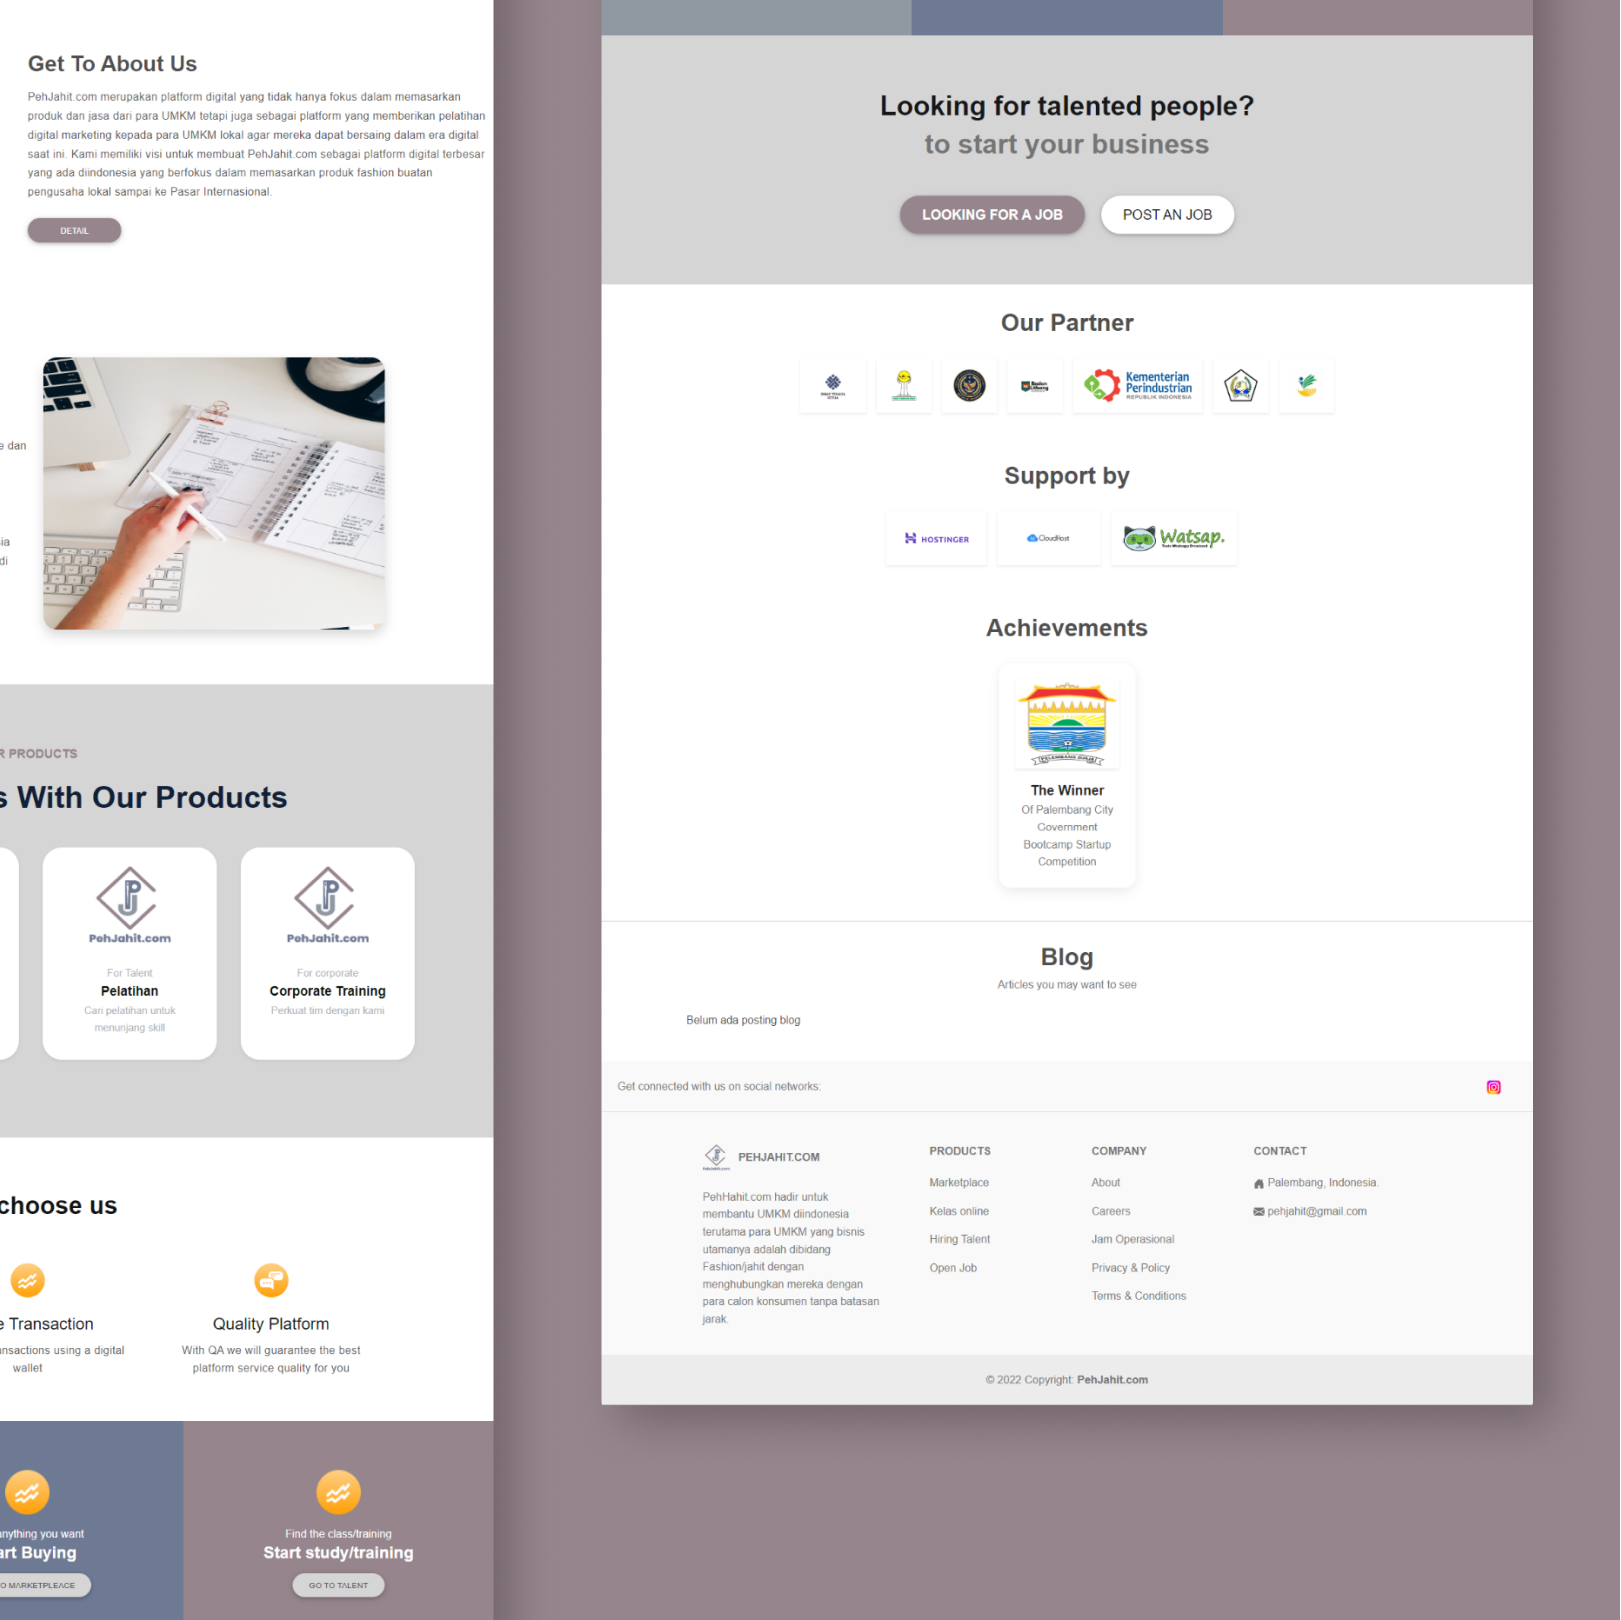 Get To About Us
PehJahit.com merupakan platform digital yang tidak hanya fokus dalam memasarkan
produk dan jasa dari para UMKM tetapi juga sebagai platform yang memberikan pelatihan
digital marketing kepada para UMKM lokal agar mereka dapat bersaing dalam era digital
saat ini. Kami memiliki visi untuk membuat PehJahit.com sebagai platform digital terbesar
yang ada diindonesia yang berfokus dalam memasarkan produk fashion buatan
pengusaha lokal sampai ke Pasar Internasional.
DETAIL
e dan
ia
di
R PRODUCTS
s With Our Products
PehJahit.com
For Talent
Pelatihan
Cari pelatihan untuk
menunjang skill
PehJahit.com
For corporate
Corporate Training
Perkuat tim dengan kami
choose us
e Transaction
ansactions using a digital
wallet
Quality Platform
With QA we will guarantee the best
platform service quality for you
nything you want
art Buying
O MARKETPLEACE
Find the class/training
Start study/training
GO TO TALENT
Looking for talented people?
to start your business
LOOKING FOR A JOB
POST AN JOB
Our Partner
Kementerian
Perindustrian
REPUBLIK INDONESIA
Support by
HOSTINGER
CloudHost
Watsap.
Achievements
The Winner
Of Palembang City
Government
Bootcamp Startup
Competition
Blog
Articles you may want to see
Belum ada posting blog
Get connected with us on social networks:
PEHJAHIT.COM
PehHahit.com hadir untuk
membantu UMKM diindonesia
terutama para UMKM yang bisnis
utamanya adalah dibidang
Fashion/jahit dengan
menghubungkan mereka dengan
para calon konsumen tanpa batasan
jarak.
PRODUCTS
Marketplace
Kelas online
Hiring Talent
Open Job
COMPANY
About
Careers
Jam Operasional
Privacy & Policy
Terms & Conditions
CONTACT
Palembang, Indonesia.
pehjahit@gmail.com
© 2022 Copyright: PehJahit.com